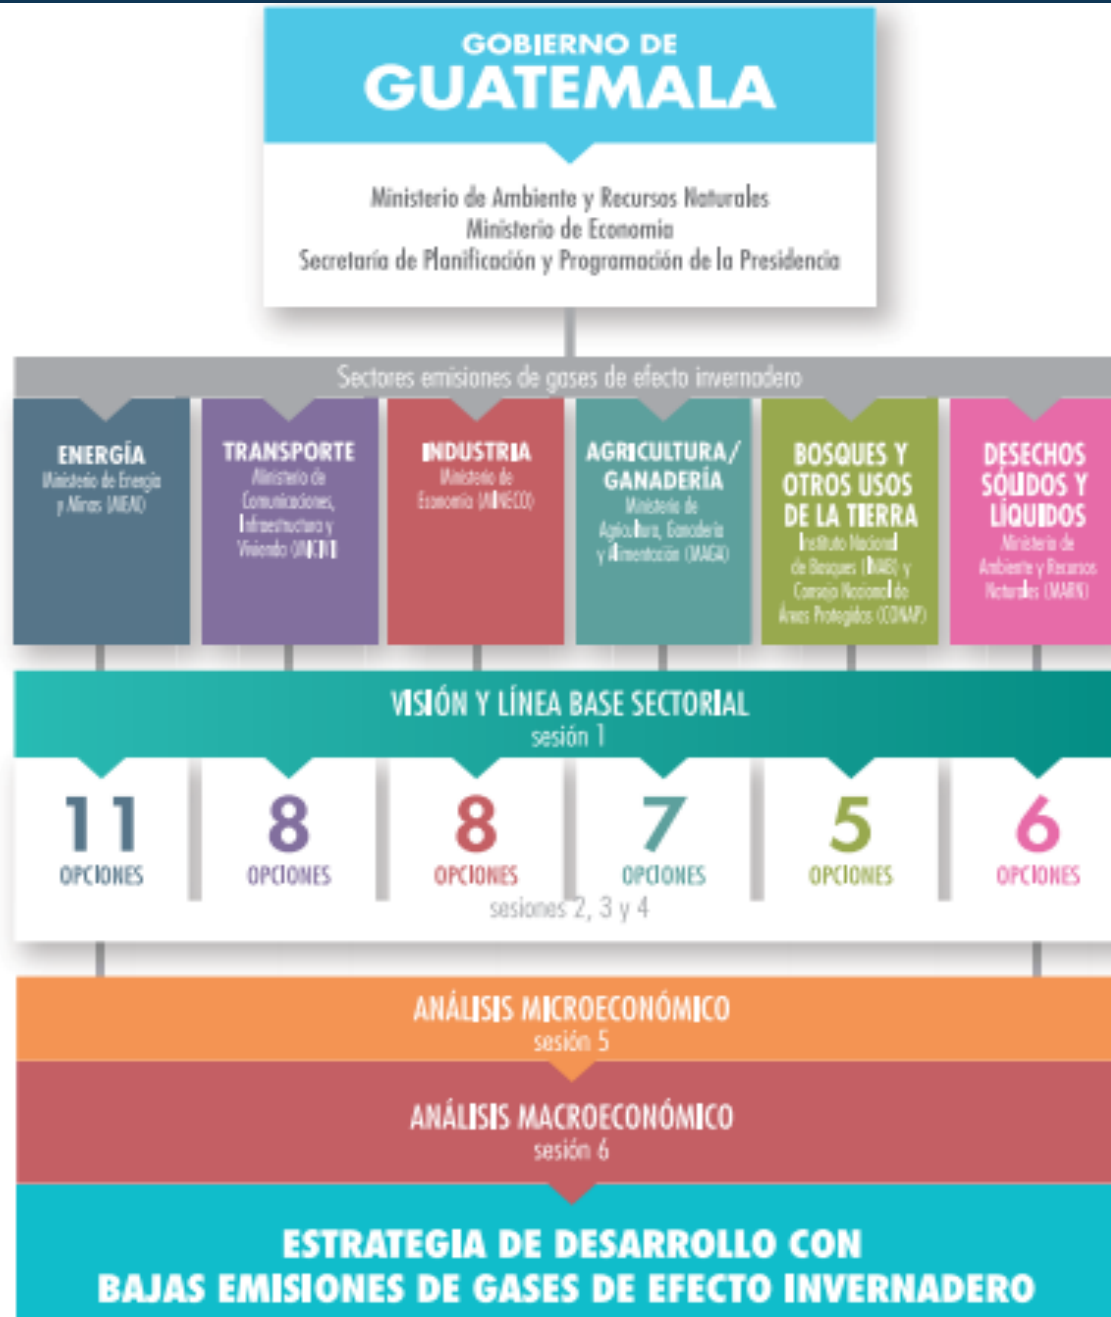 GOBIERNO DE
GUATEMALA
Ministerio de Ambiente y Recursos Naturales
Ministerio de Economía
Secretaría de Planificación y Programación de la Presidencia
Sectores emisiones de gases de efecto invernadero
ENERGÍA
Ministerio de Energía
y Minas (MEM)
TRANSPORTE
Ministerio de
Comunicaciones,
Infraestructura y
Vivienda
INDUSTRIA
Ministerio de
Economía (MINECO)
AGRICULTURA/
GANADERÍA
Ministerio de
Agricultura, Ganadería
y Alimentación (MAGA)
BOSQUES Y
OTROS USOS
DE LA TIERRA
Instituto Nacional
de Bosques (INAB) y
Consejo Nacional de
Áreas Protegidas (CONAP)
DESECHOS
SÓLIDOS Y
LÍQUIDOS
Ministerio de
Ambiente y Recursos
Naturales (MARN)
VISIÓN Y LÍNEA BASE SECTORIAL
sesión 1
11
OPCIONES
8
OPCIONES
8
OPCIONES
7
OPCIONES
5
OPCIONES
6
OPCIONES
sesiones 2, 3 y 4
ANÁLISIS MICROECONÓMICO
sesión 5
ANÁLISIS MACROECONÓMICO
sesión 6
ESTRATEGIA DE DESARROLLO CON
BAJAS EMISIONES DE GASES DE EFECTO INVERNADERO